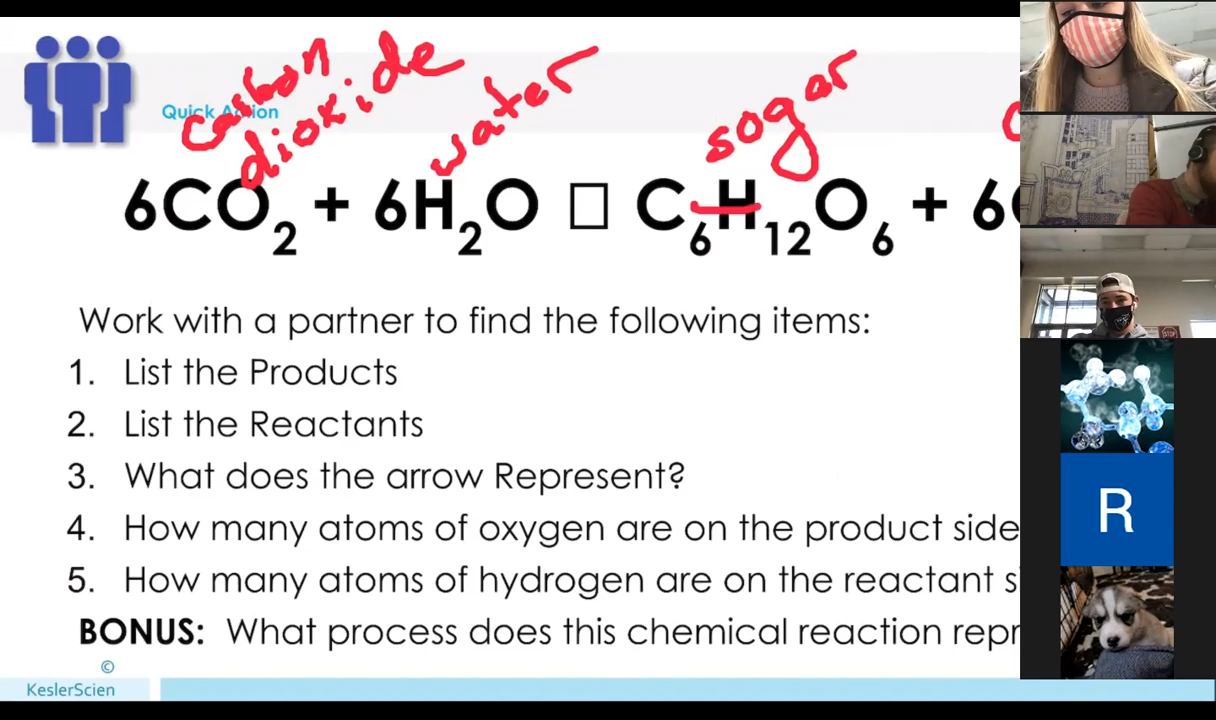 carbon
dioxide
water
sogar
Quick Action
6CO2 + 6H2O □ C6H12O6 + 6
Work with a partner to find the following items:
1. List the Products
2. List the Reactants
3. What does the arrow Represent?
4. How many atoms of oxygen are on the product side
5. How many atoms of hydrogen are on the reactant s
BONUS: What process does this chemical reaction repr
©
KeslerScien
R